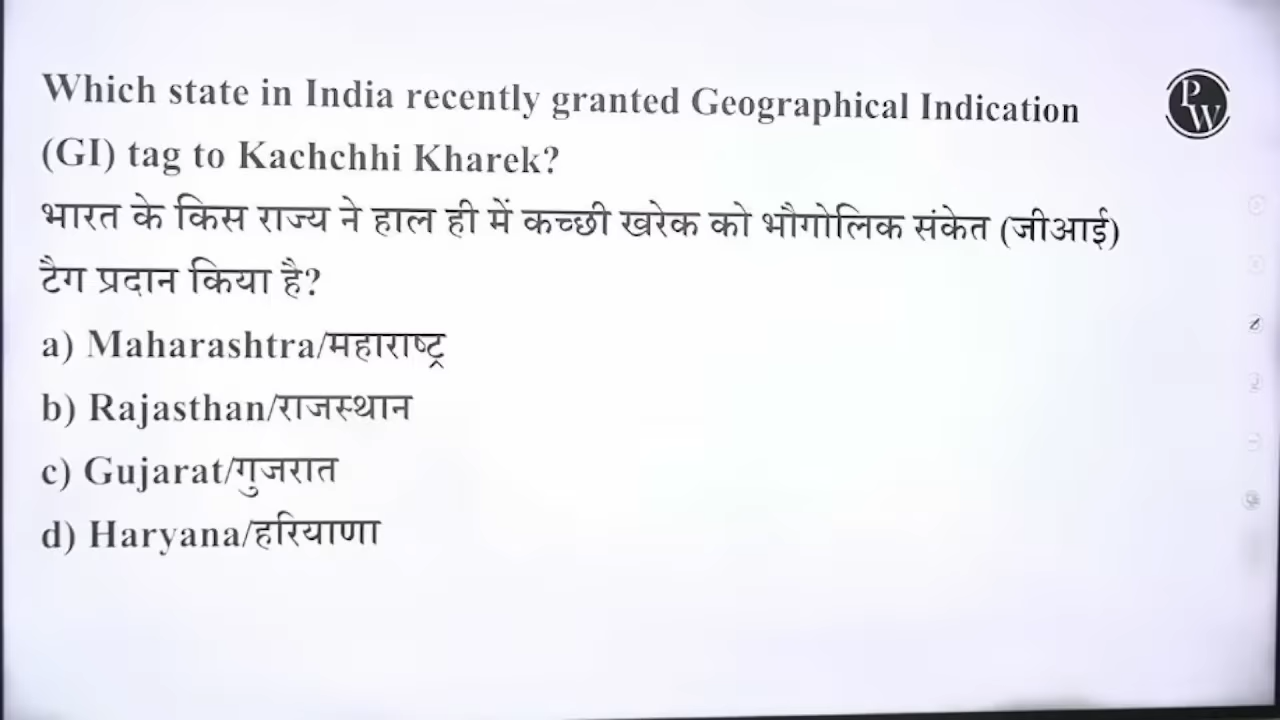 Which state in India recently granted Geographical Indication
(GI) tag to Kachchhi Kharek?
भारत के किस राज्य ने हाल ही में कच्छी खरेक को भौगोलिक संकेत (जीआई)
टैग प्रदान किया है?
a) Maharashtra/महाराष्ट्र
b) Rajasthan/राजस्थान
c) Gujarat/गुजरात
d) Haryana/हरियाणा
PW